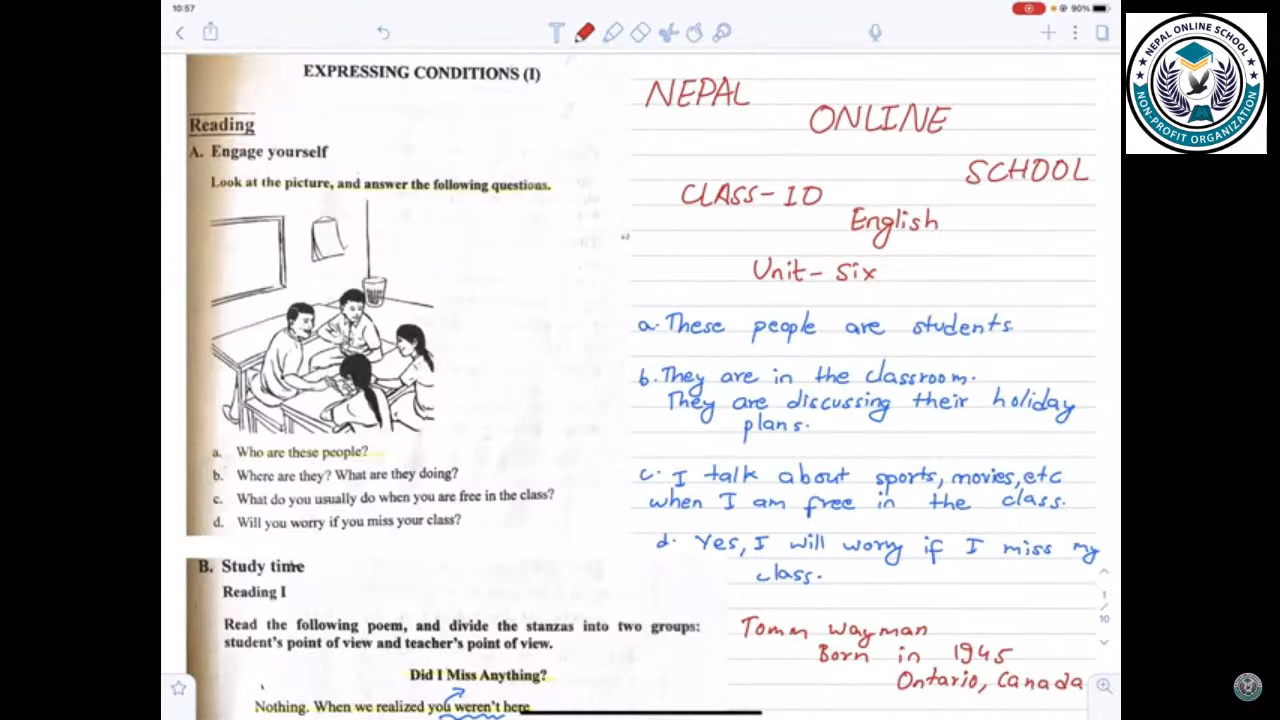 10:57
90%
EXPRESSING CONDITIONS (I)
Reading
A. Engage yourself
Look at the picture, and answer the following questions.
a. Who are these people?
b. Where are they? What are they doing?
c. What do you usually do when you are free in the class?
d. Will you worry if you miss your class?
B. Study time
Reading I
Read the following poem, and divide the stanzas into two groups:
student's point of view and teacher's point of view.
Did I Miss Anything?
Nothing. When we realized you weren't here
NEPAL
ONLINE
SCHOOL
CLASS-10
English
Unit- Six
a. These people are students.
b. They are in the classroom.
They are discussing their holiday
plans.
c. I talk about sports, movies, etc
when I am free in the class.
d. Yes, I will worry if I miss my
class.
Tomm Wayman
Born in 1945
Ontario, Canada
1
/
10
NEPAL ONLINE SCHOOL
NON-PROFIT ORGANIZATION